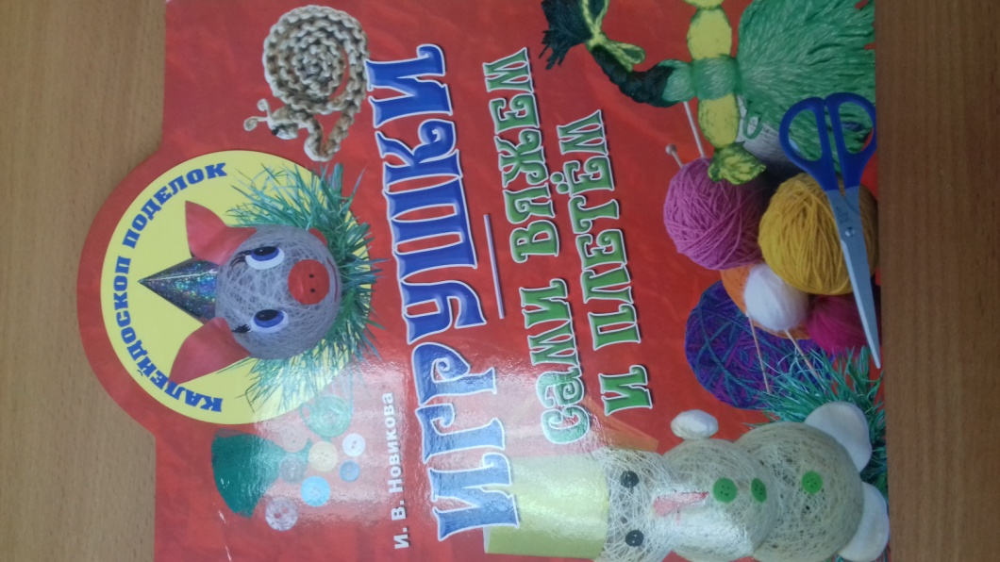 КАЛЕЙДОСКОП ПОДЕЛОК
И. В. Новикова
ИГРУШКИ
сами вяжем
и плетём